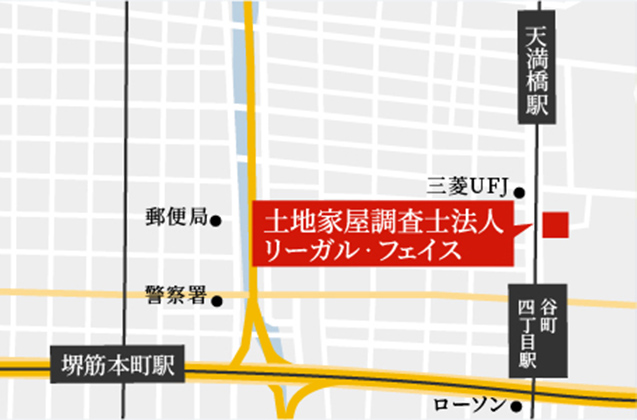 天満橋駅
三菱UFJ
郵便局
土地家屋調査士法人
リーガル・フェイス
警察署
谷町
四丁目駅
堺筋本町駅
ローソン